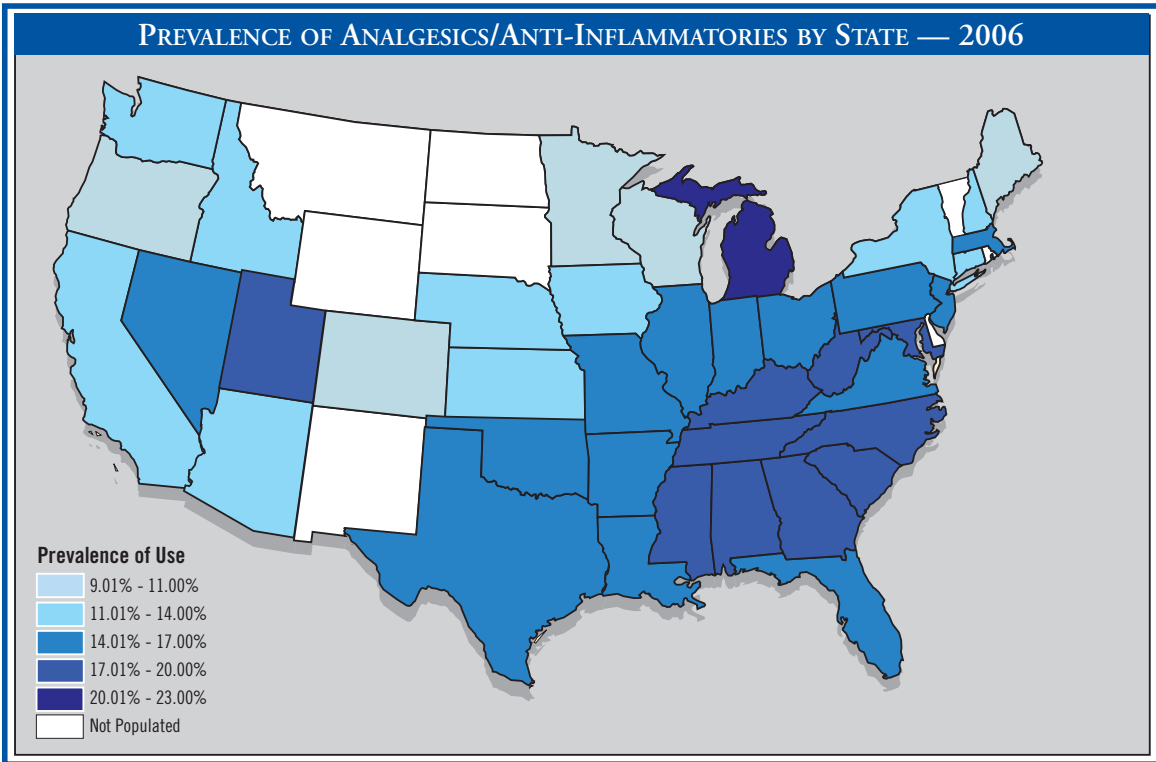 PREVALENCE OF ANALGESICS/ANTI-INFLAMMATORIES BY STATE — 2006
Prevalence of Use
9.01% - 11.00%
11.01% - 14.00%
14.01% - 17.00%
17.01% - 20.00%
20.01% - 23.00%
Not Populated